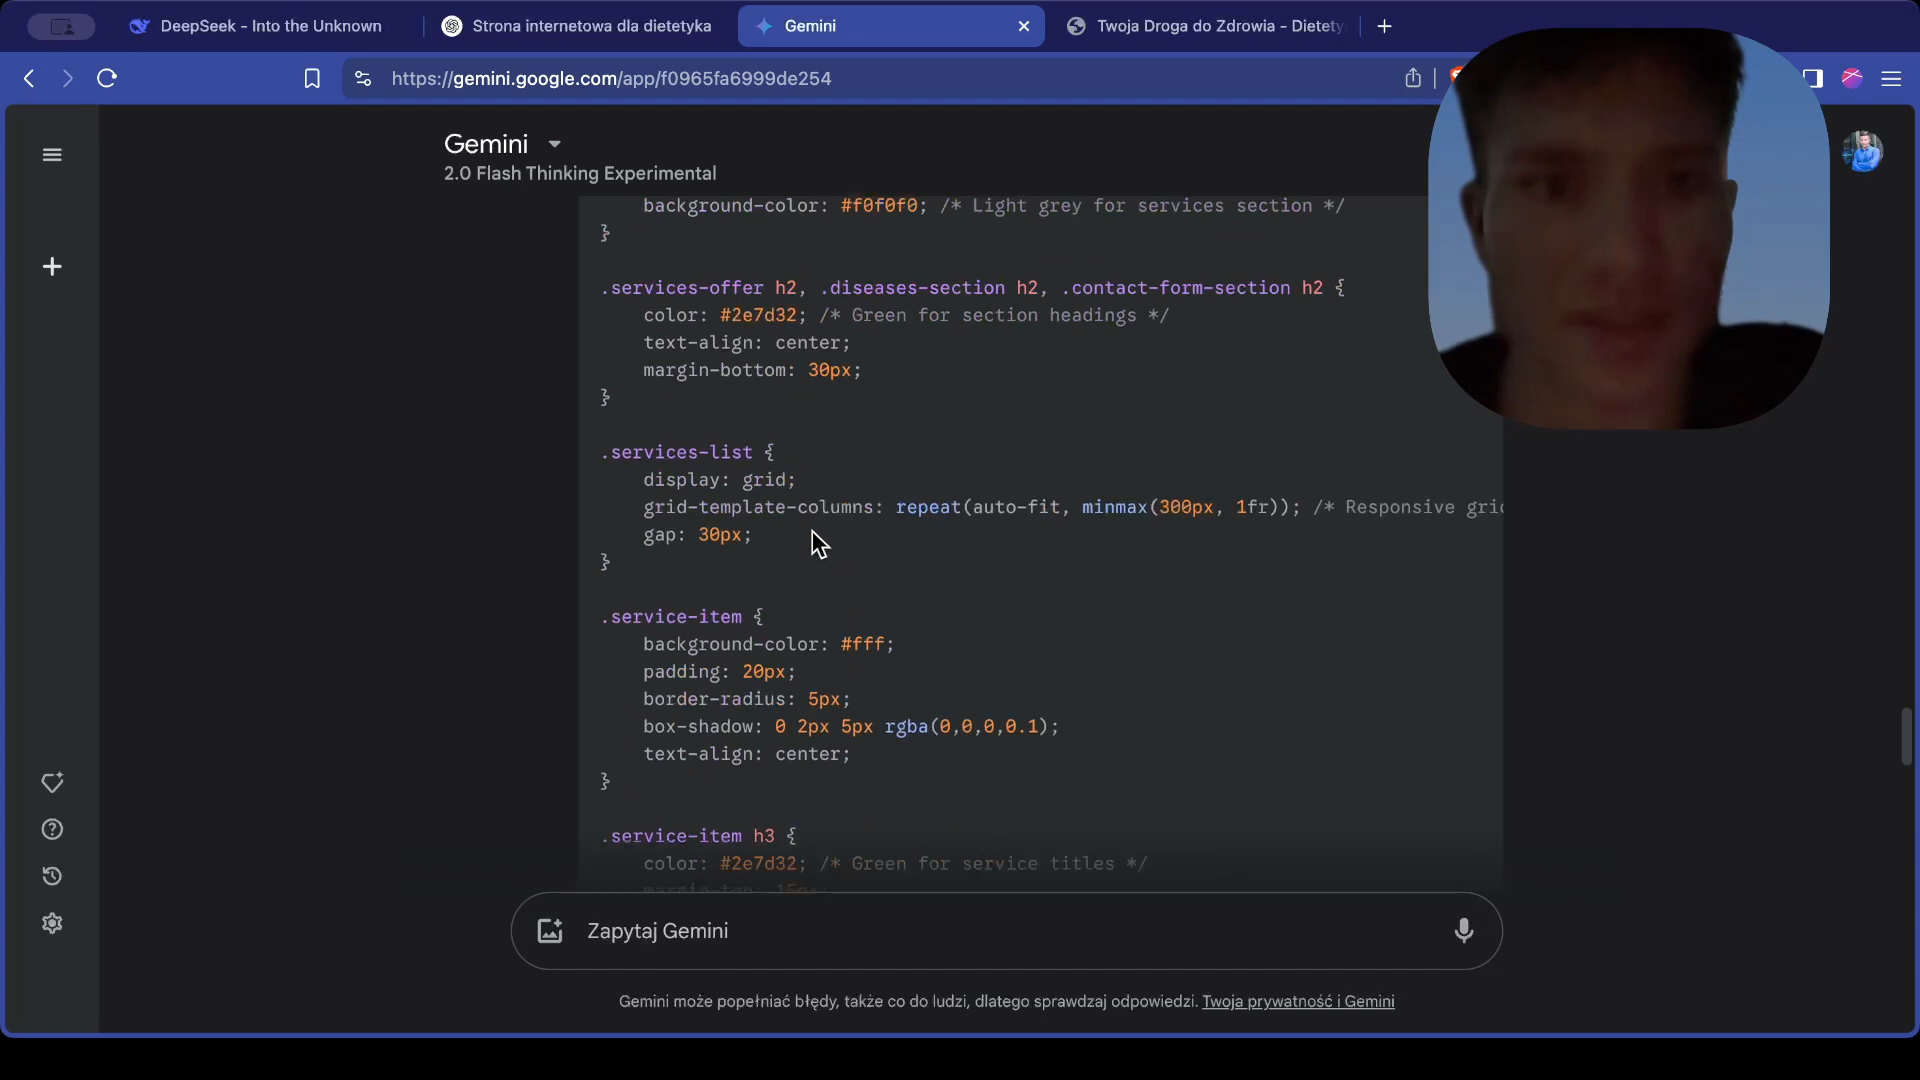 DeepSeek - Into the Unknown
Strona internetowa dla dietetyka
Gemini
Twoja Droga do Zdrowia - Dietety
https://gemini.google.com/app/f0965fa6999de254
Gemini
2.0 Flash Thinking Experimental
background-color: #f0f0f0; /* Light grey for services section */
}
.services-offer h2, .diseases-section h2, .contact-form-section h2 {
color: #2e7d32; /* Green for section headings */
text-align: center;
margin-bottom: 30px;
}
.services-list {
display: grid;
grid-template-columns: repeat(auto-fit, minmax(300px, 1fr)); /* Responsive grid
gap: 30px;
}
.service-item {
background-color: #fff;
padding: 20px;
border-radius: 5px;
box-shadow: 0 2px 5px rgba(0,0,0,0.1);
text-align: center;
}
.service-item h3 {
color: #2e7d32; /* Green for service titles */
margin-top: 15px;
Zapytaj Gemini
Gemini może popełniać błędy, także co do ludzi, dlatego sprawdzaj odpowiedzi. Twoja prywatność i Gemini